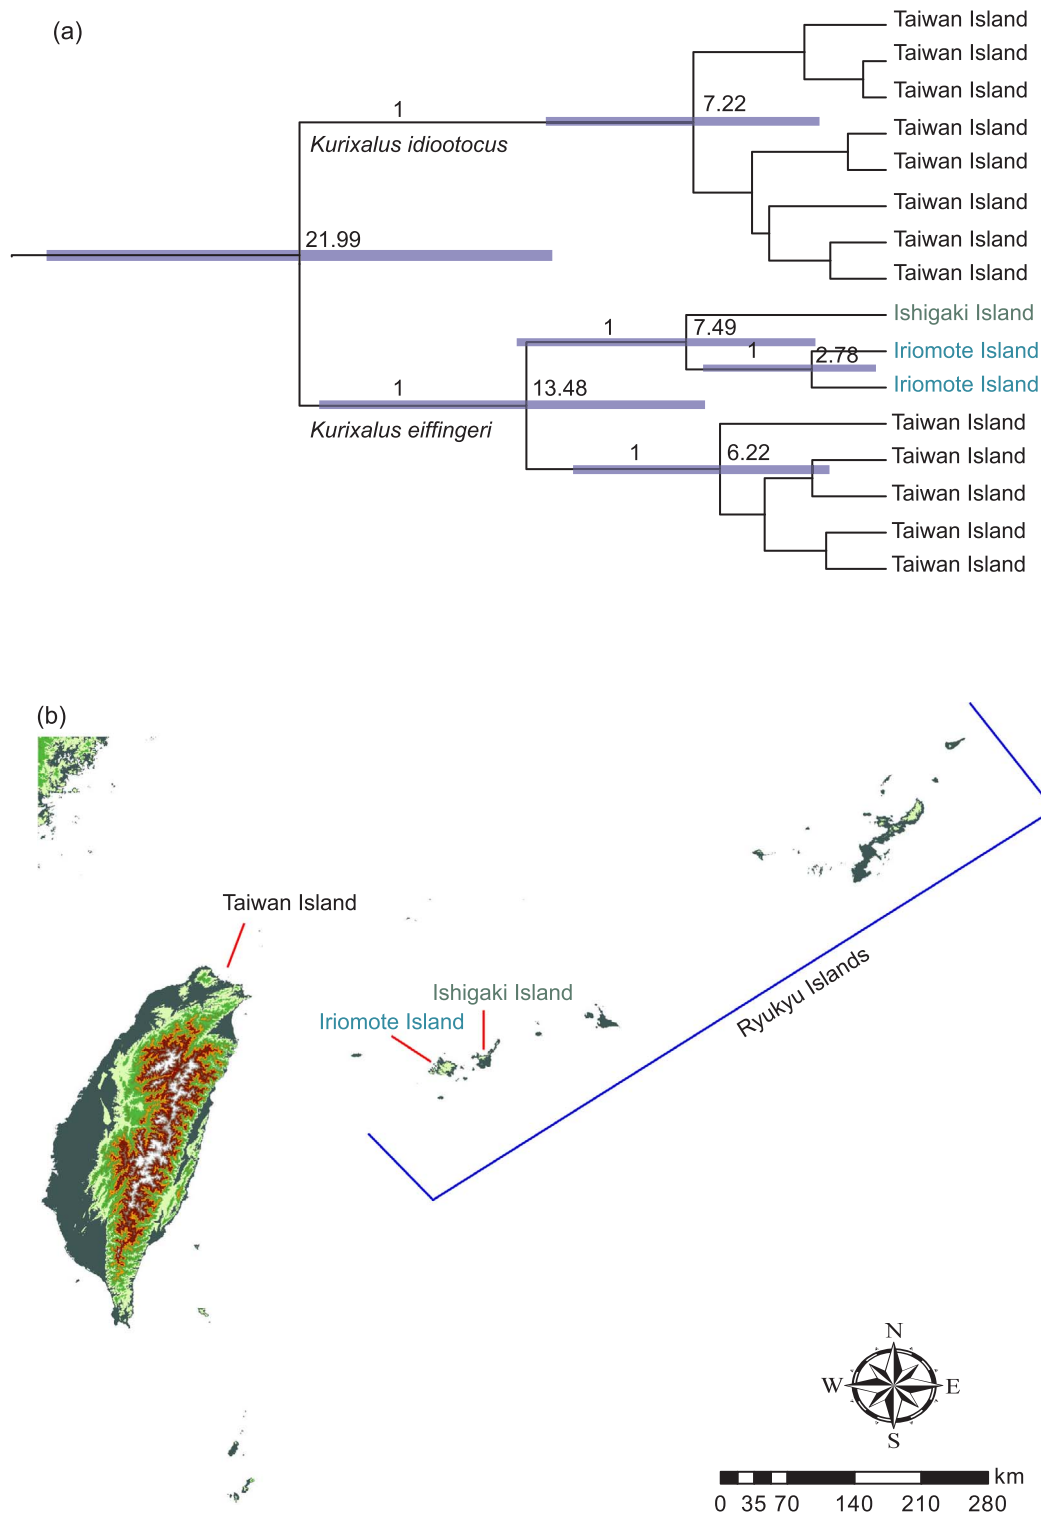 (a)
Taiwan Island
Taiwan Island
Taiwan Island
7.22
1
Kurixalus idiootocus
Taiwan Island
Taiwan Island
Taiwan Island
21.99
Taiwan Island
Taiwan Island
Ishigaki Island
1
7.49
1
2.78
Iriomote Island
Iriomote Island
1
13.48
Kurixalus eiffingeri
Taiwan Island
1
6.22
Taiwan Island
Taiwan Island
Taiwan Island
Taiwan Island
(b)
Taiwan Island
Ishigaki Island
Iriomote Island
Ryukyu Islands
N
W
E
S
km
0 35 70 140 210 280